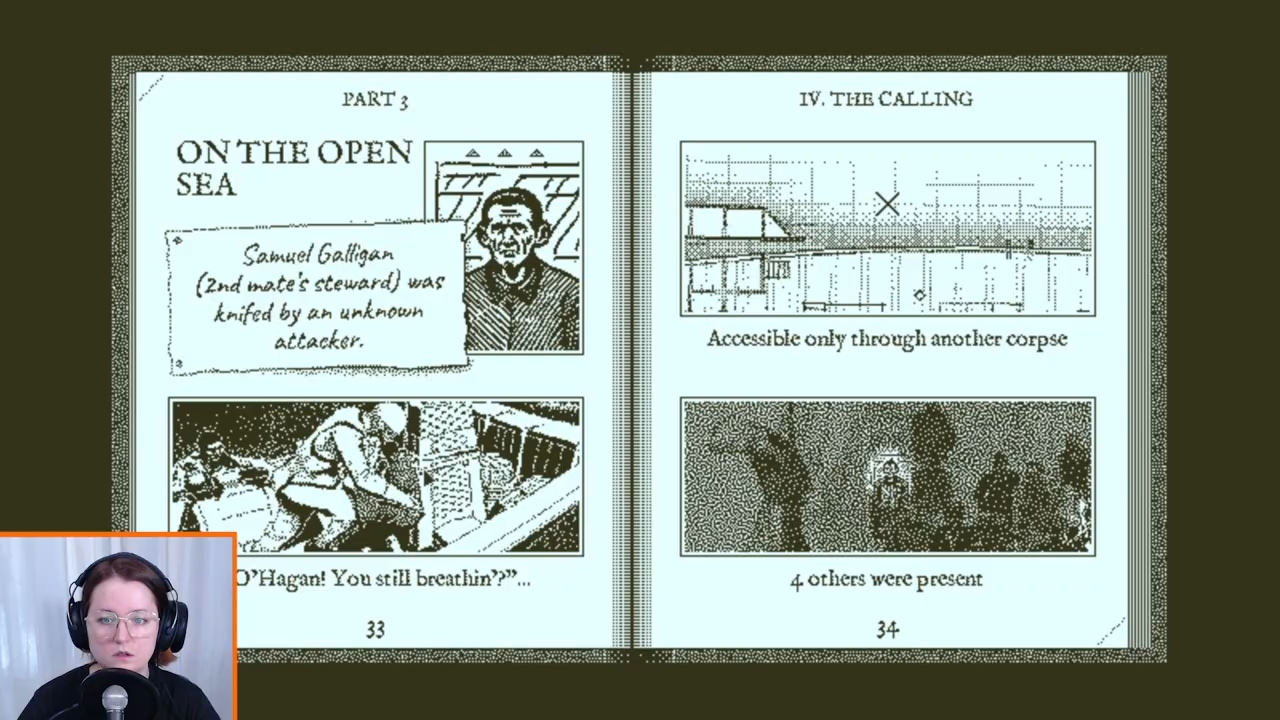 PART 3
ON THE OPEN
SEA
Samuel Galligan
(2nd mate's steward) was
knifed by an unknown
attacker.
O'Hagan! You still breathin'?"...
33
IV. THE CALLING
Accessible only through another corpse
4 others were present
34